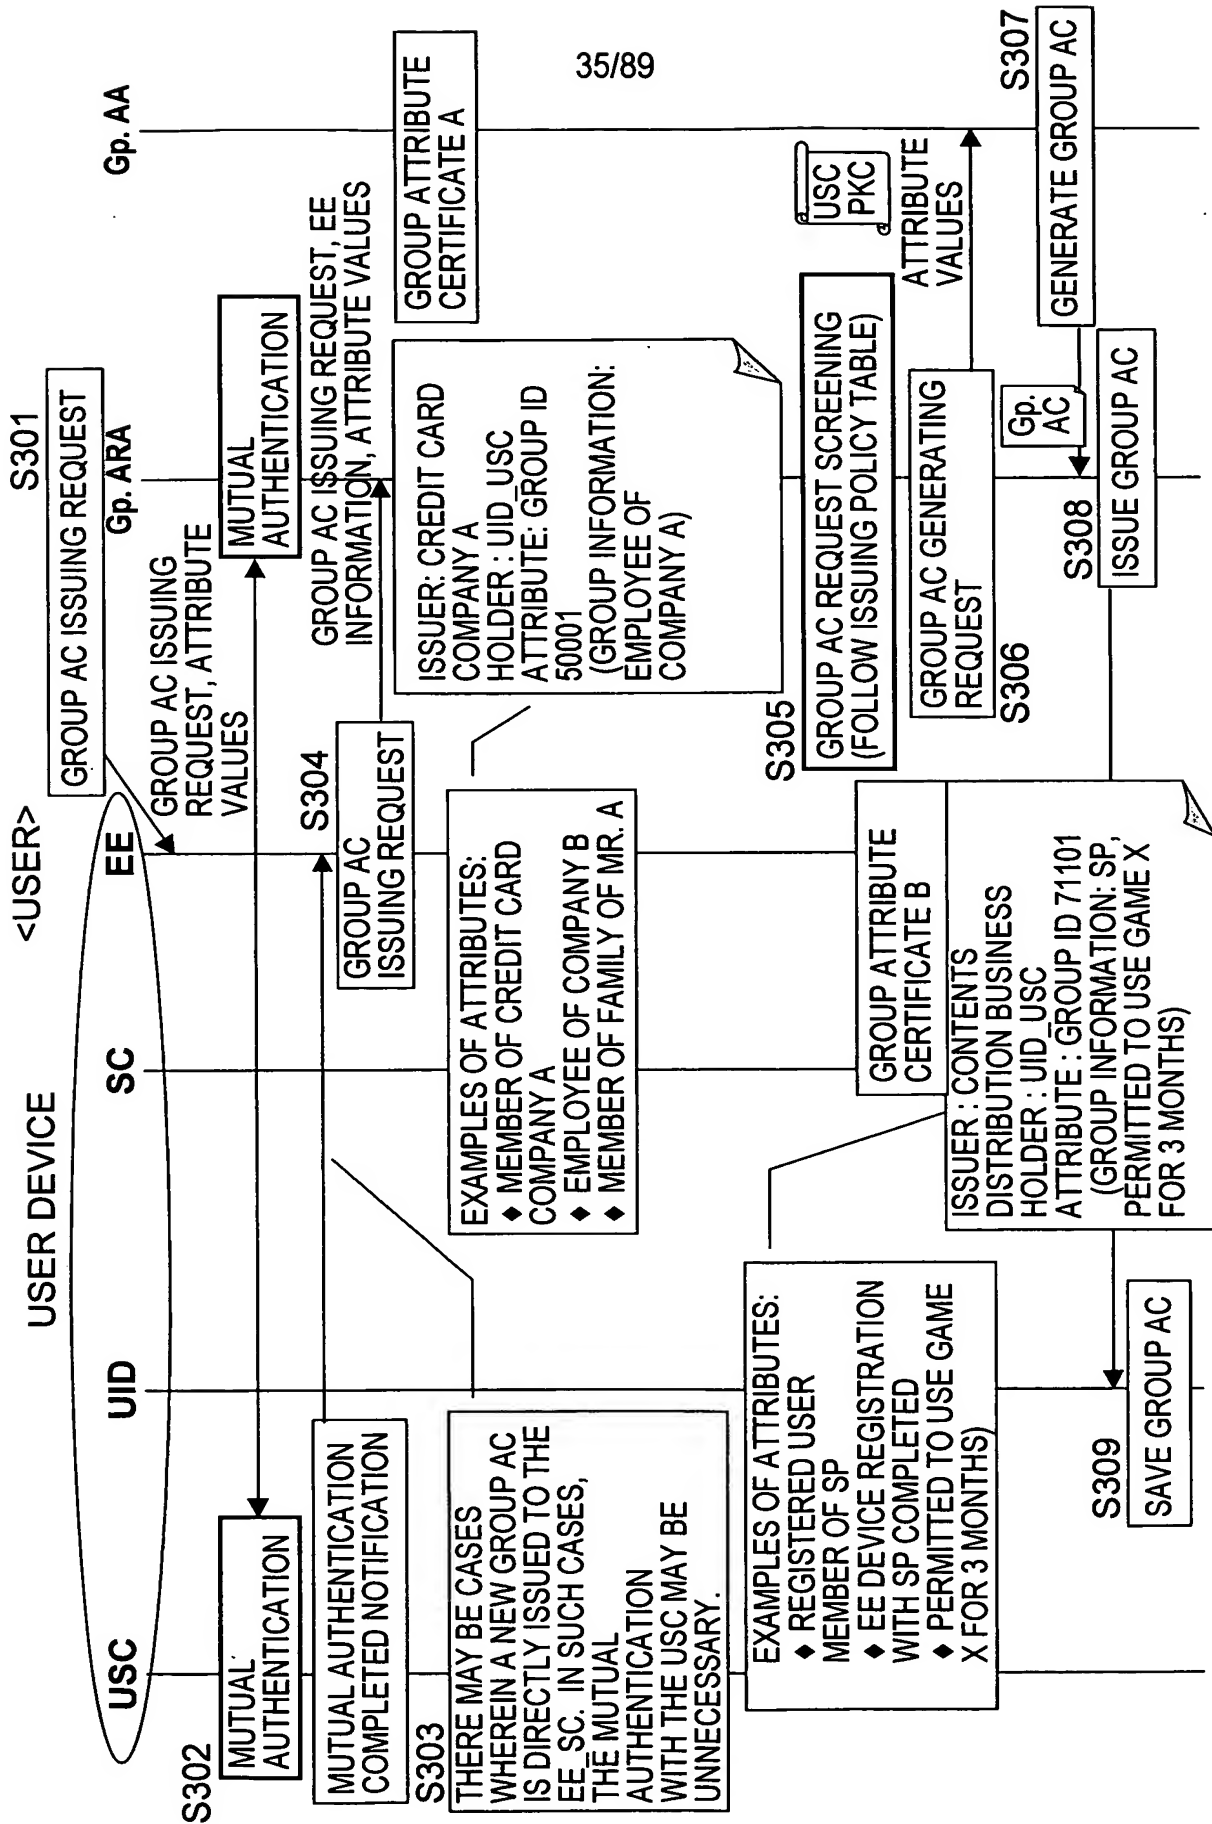 35/89
<USER>
USER DEVICE
USC
UID
SC
EE
Gp. ARA
Gp. AA
S301
GROUP AC ISSUING REQUEST
GROUP AC ISSUING
REQUEST, ATTRIBUTE
VALUES
S302
MUTUAL
AUTHENTICATION
MUTUAL
AUTHENTICATION
MUTUAL AUTHENTICATION
COMPLETED NOTIFICATION
S303
S304
GROUP AC
ISSUING REQUEST
GROUP AC ISSUING REQUEST, EE
INFORMATION, ATTRIBUTE VALUES
THERE MAY BE CASES
WHEREIN A NEW GROUP AC
IS DIRECTLY ISSUED TO THE
EE_SC. IN SUCH CASES,
THE MUTUAL
AUTHENTICATION
WITH THE USC MAY BE
UNNECESSARY.
EXAMPLES OF ATTRIBUTES:
♦ MEMBER OF CREDIT CARD
COMPANY A
♦ EMPLOYEE OF COMPANY B
♦ MEMBER OF FAMILY OF MR. A
GROUP ATTRIBUTE
CERTIFICATE A
ISSUER: CREDIT CARD
COMPANY A
HOLDER : UID_USC
ATTRIBUTE: GROUP ID
50001
(GROUP INFORMATION:
EMPLOYEE OF
COMPANY A)
S305
GROUP AC REQUEST SCREENING
(FOLLOW ISSUING POLICY TABLE)
USC
PKC
ATTRIBUTE
VALUES
GROUP AC GENERATING
REQUEST
S306
S307
GENERATE GROUP AC
Gp.
AC
S308
ISSUE GROUP AC
EXAMPLES OF ATTRIBUTES:
♦ REGISTERED USER
MEMBER OF SP
♦ EE DEVICE REGISTRATION
WITH SP COMPLETED
♦ PERMITTED TO USE GAME
X FOR 3 MONTHS)
GROUP ATTRIBUTE
CERTIFICATE B
ISSUER : CONTENTS
DISTRIBUTION BUSINESS
HOLDER : UID_USC
ATTRIBUTE : GROUP ID 71101
(GROUP INFORMATION: SP,
PERMITTED TO USE GAME X
FOR 3 MONTHS)
S309
SAVE GROUP AC